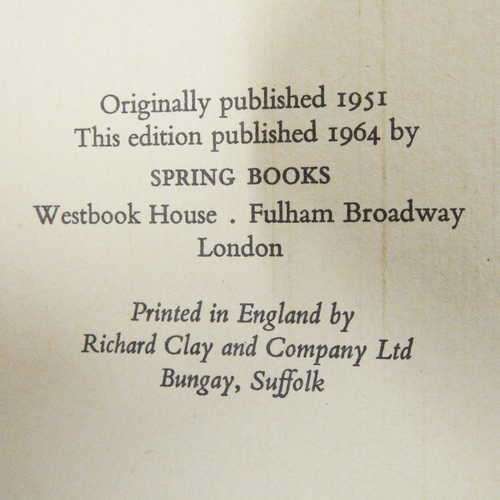 Originally published 1951
This edition published 1964 by
SPRING BOOKS
Westbook House . Fulham Broadway
London
Printed in England by
Richard Clay and Company Ltd
Bungay, Suffolk